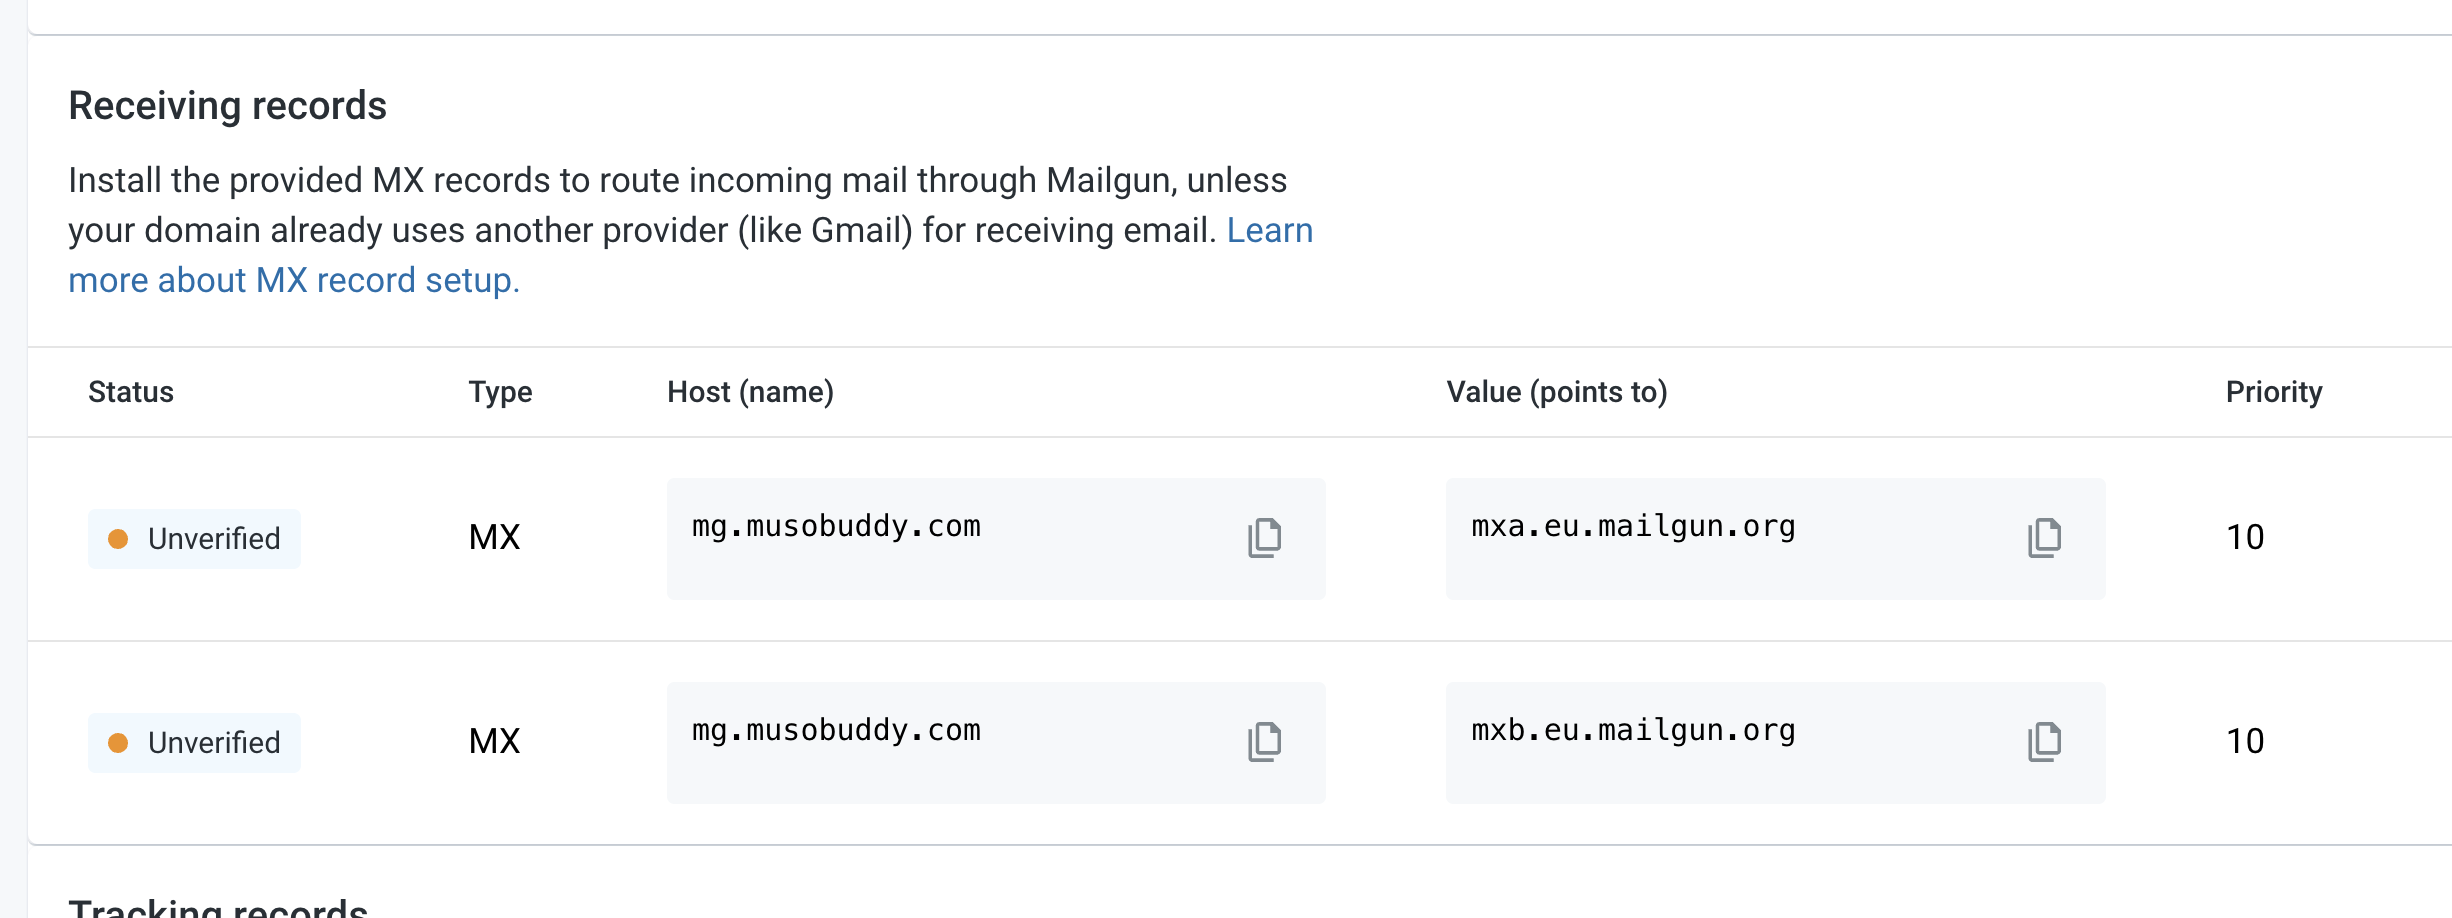 Receiving records
Install the provided MX records to route incoming mail through Mailgun, unless
your domain already uses another provider (like Gmail) for receiving email. Learn
more about MX record setup.
Status Type Host (name) Value (points to) Priority
Unverified MX mg.musobuddy.com mxa.eu.mailgun.org 10
Unverified MX mg.musobuddy.com mxb.eu.mailgun.org 10
Tracking records